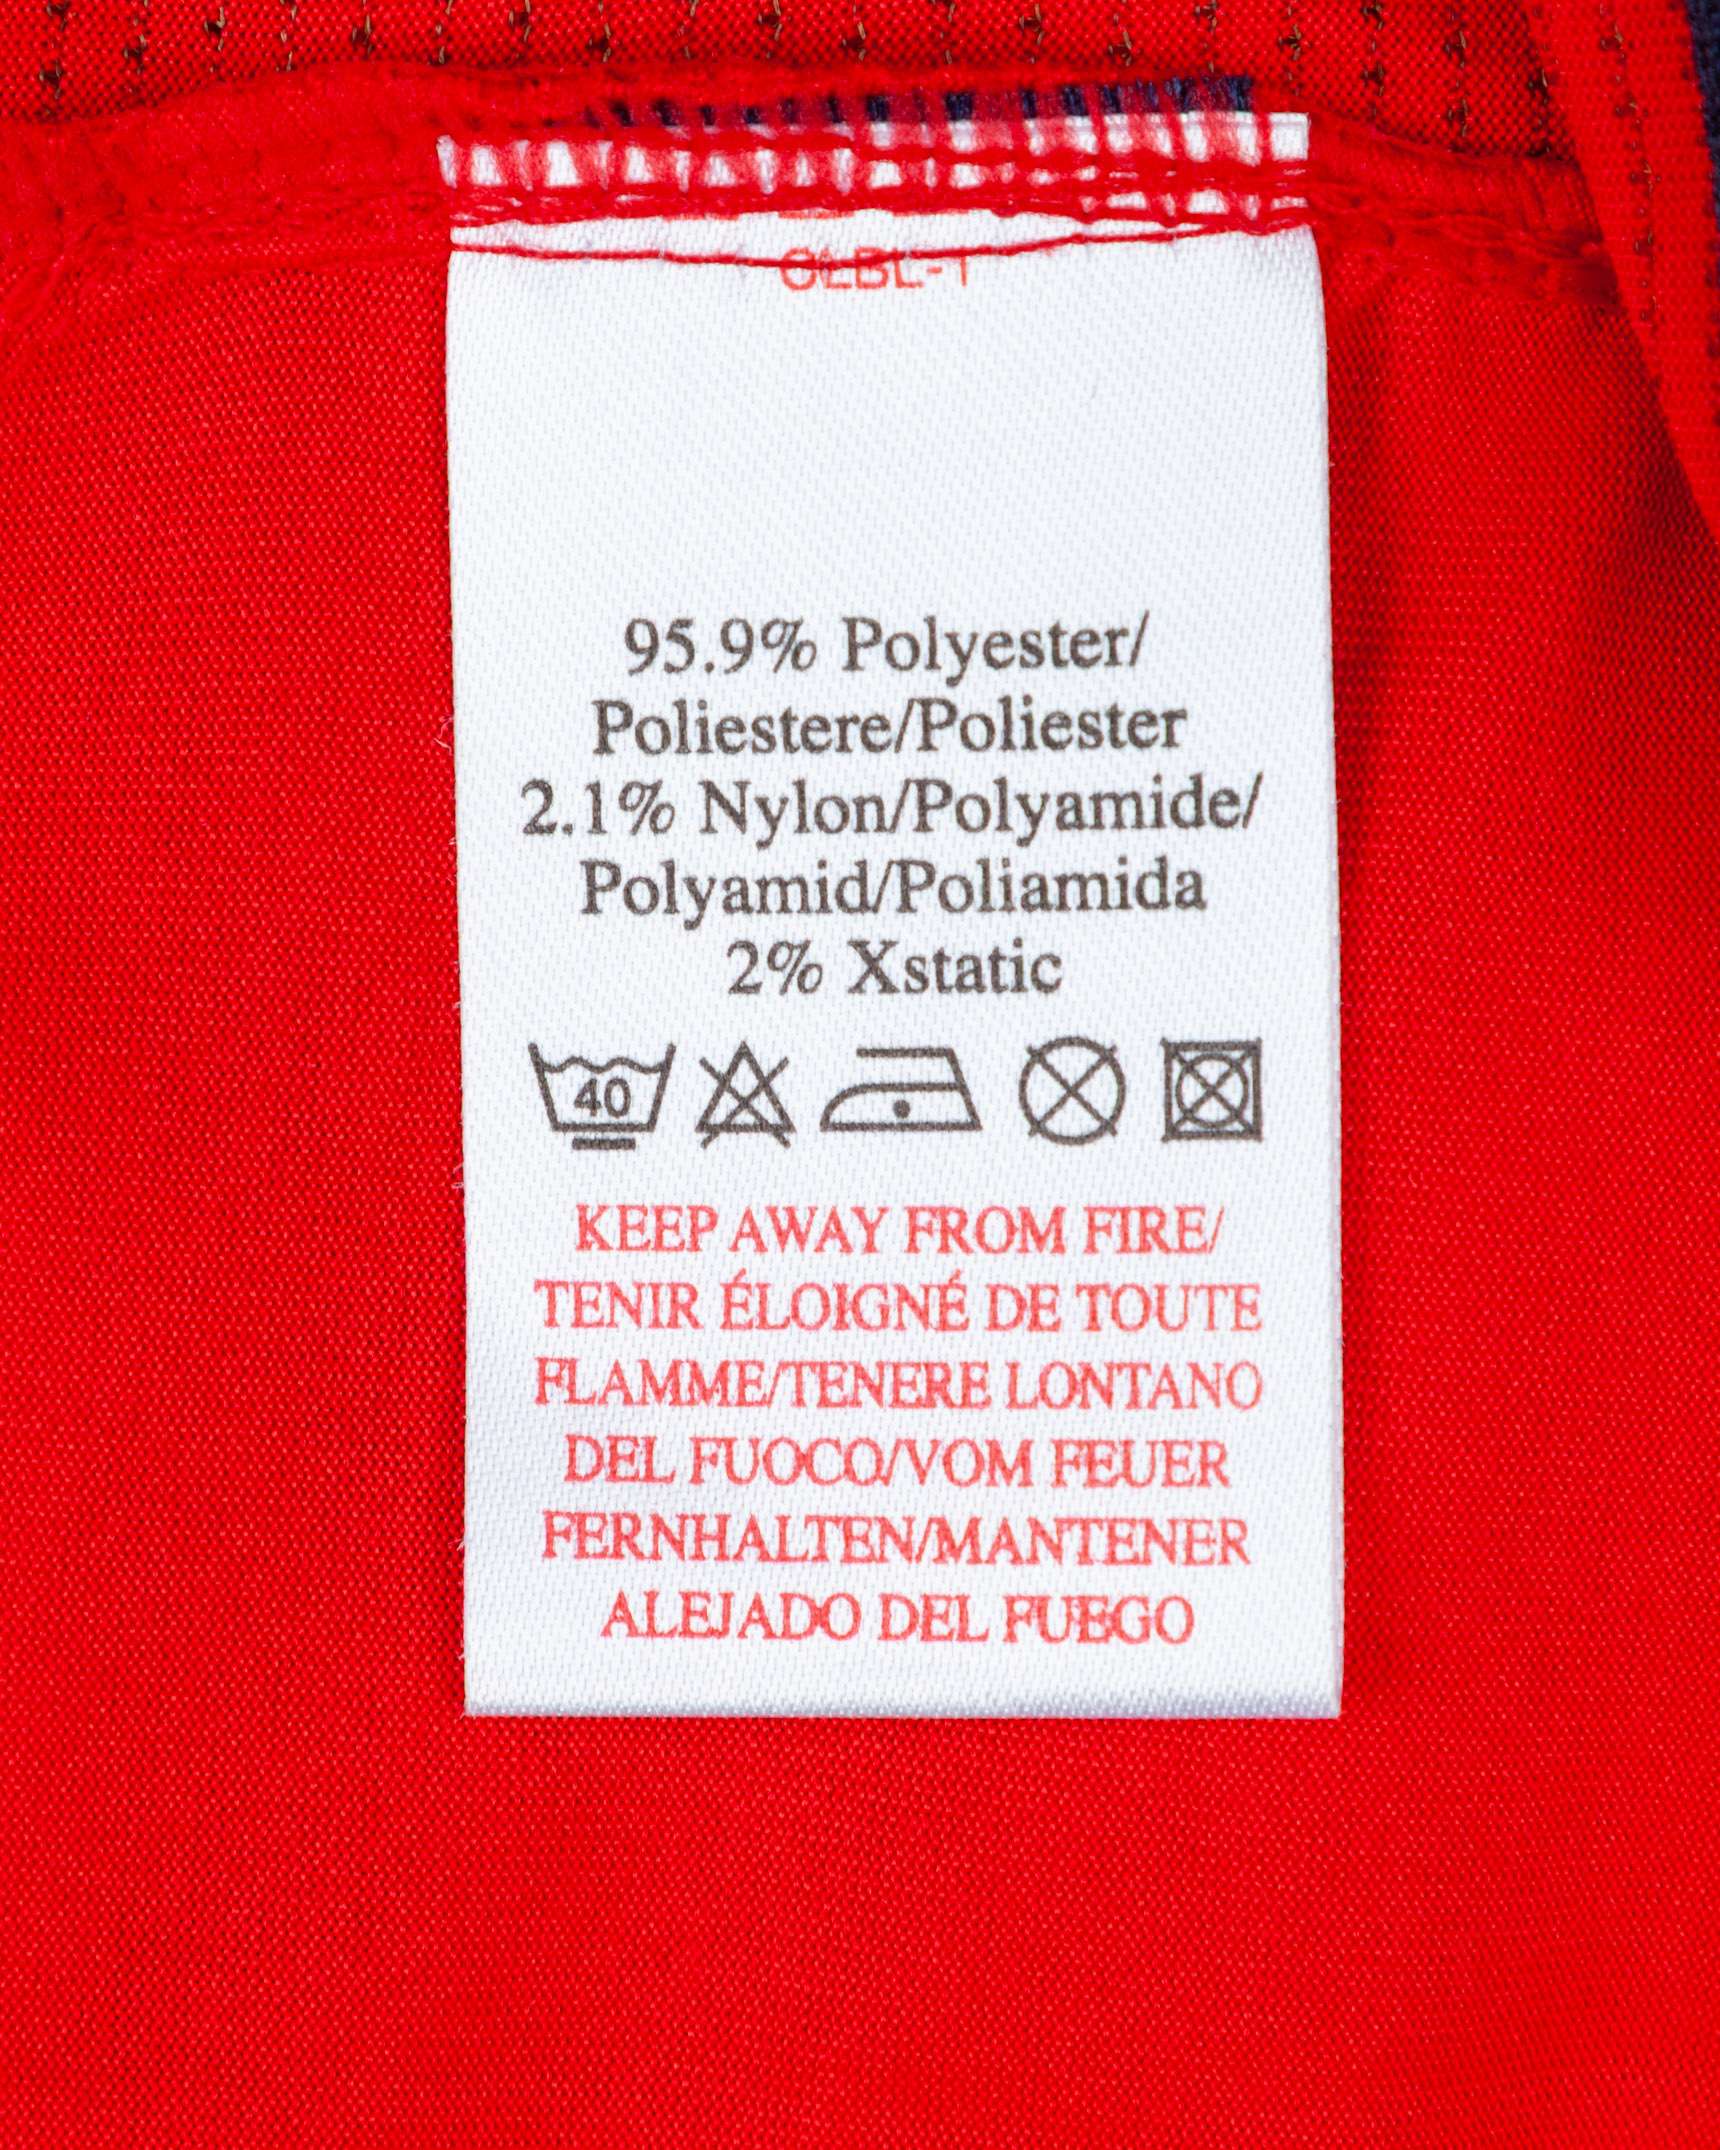 95.9% Polyester/
Poliestere/Poliester
2.1% Nylon/Polyamide/
Polyamid/Poliamida
2% Xstatic
40
KEEP AWAY FROM FIRE/
TENIR ÉLOIGNÉ DE TOUTE
FLAMME/TENERE LONTANO
DEL FUOCO/VOM FEUER
FERNHALTEN/MANTENER
ALEJADO DEL FUEGO